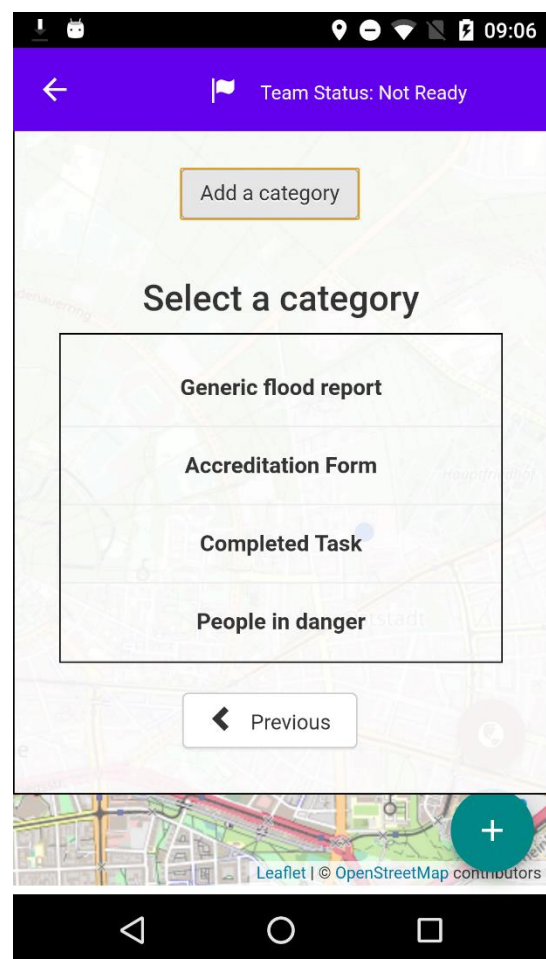 09:06
Team Status: Not Ready
Add a category
Select a category
Generic flood report
Accreditation Form
Completed Task
People in danger
Previous
+
Leaflet | © OpenStreetMap contributors